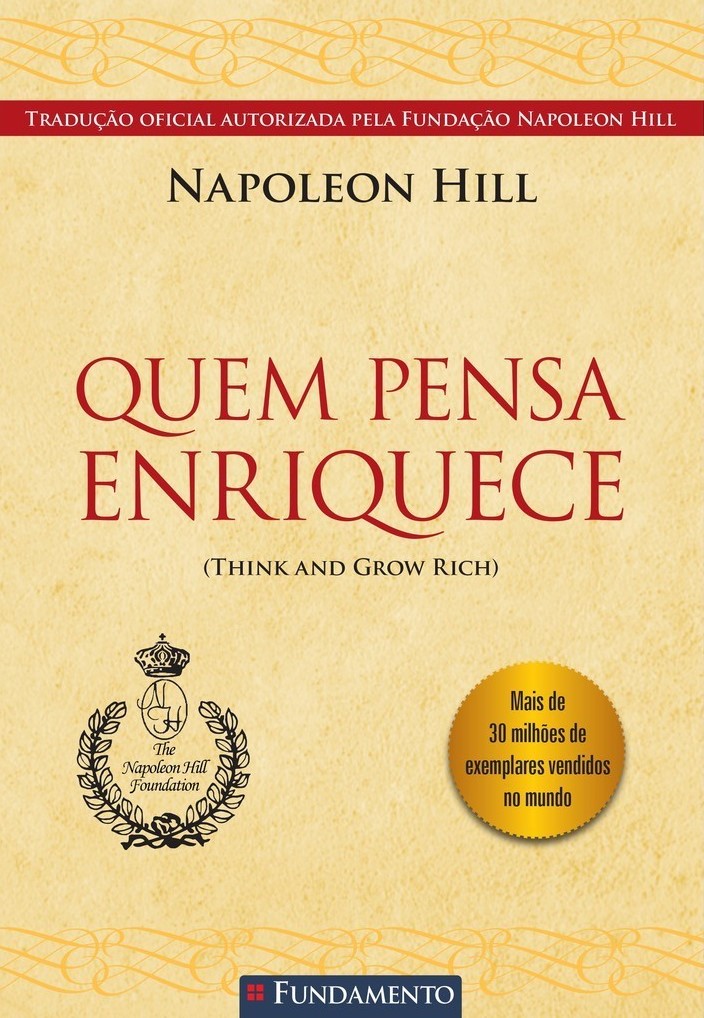 Tradução oficial autorizada pela Fundação Napoleon Hill
Napoleon Hill
QUEM PENSA
ENRIQUECE
(Think and Grow Rich)
NH
The
Napoleon Hill
Foundation
Mais de
30 milhões de
exemplares vendidos
no mundo
Fundamento